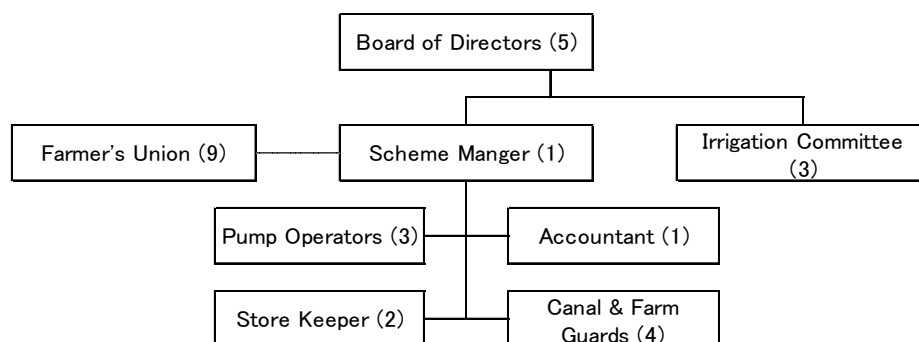 Board of Directors (5)
Farmer's Union (9)
Scheme Manger (1)
Irrigation Committee
(3)
Pump Operators (3)
Accountant (1)
Store Keeper (2)
Canal & Farm
Guards (4)